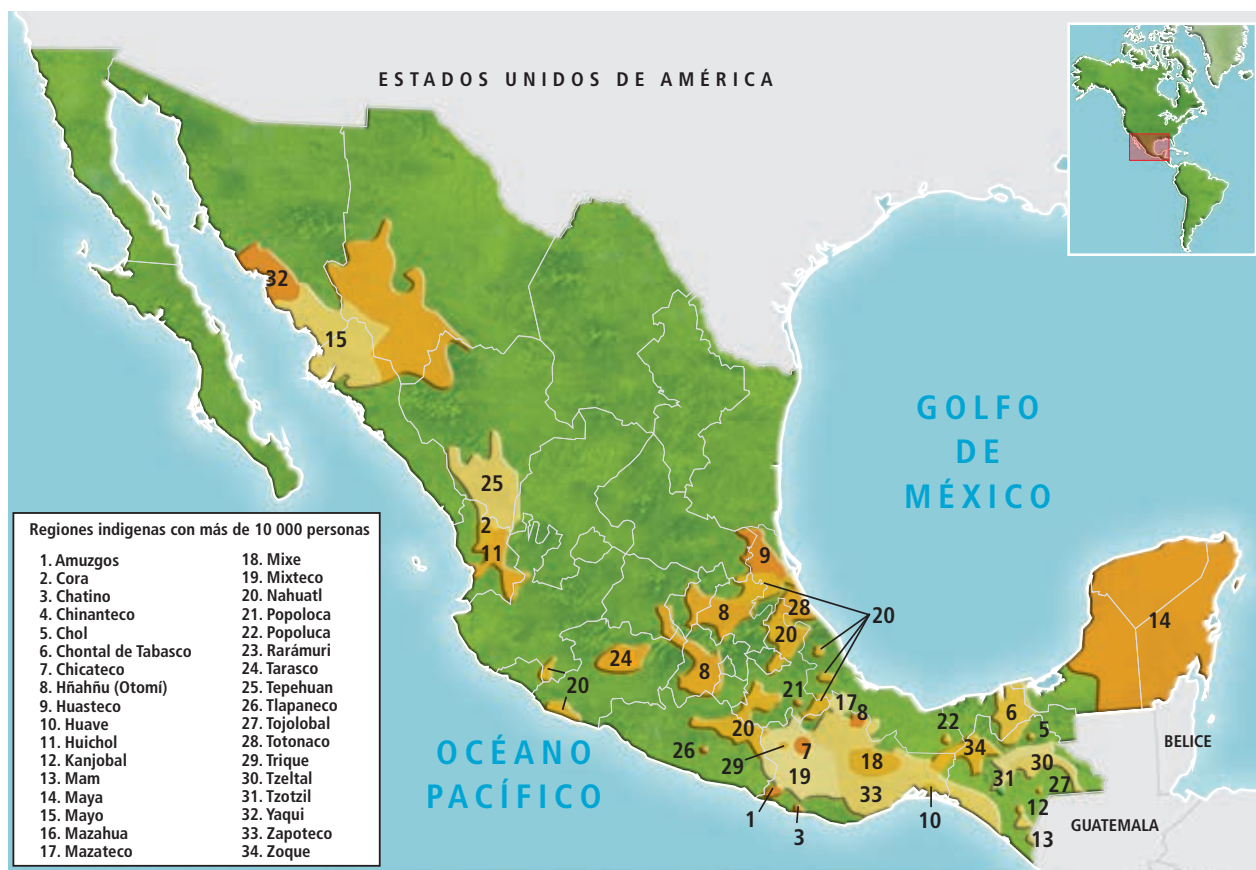 ESTADOS UNIDOS DE AMÉRICA
32
15
GOLFO
DE
MÉXICO
25
2
11
9
8
28
20
20
14
24
8
20
21
17
8
20
22
6
5
34
BELICE
26
7
29
18
30
31
27
19
33
12
OCÉANO
PACÍFICO
1
3
10
13
GUATEMALA
Regiones indigenas con más de 10 000 personas
1. Amuzgos
2. Cora
3. Chatino
4. Chinanteco
5. Chol
6. Chontal de Tabasco
7. Chicateco
8. Hñahñu (Otomí)
9. Huasteco
10. Huave
11. Huichol
12. Kanjobal
13. Mam
14. Maya
15. Mayo
16. Mazahua
17. Mazateco
18. Mixe
19. Mixteco
20. Nahuatl
21. Popoloca
22. Popoluca
23. Rarámuri
24. Tarasco
25. Tepehuan
26. Tlapaneco
27. Tojolobal
28. Totonaco
29. Trique
30. Tzeltal
31. Tzotzil
32. Yaqui
33. Zapoteco
34. Zoque